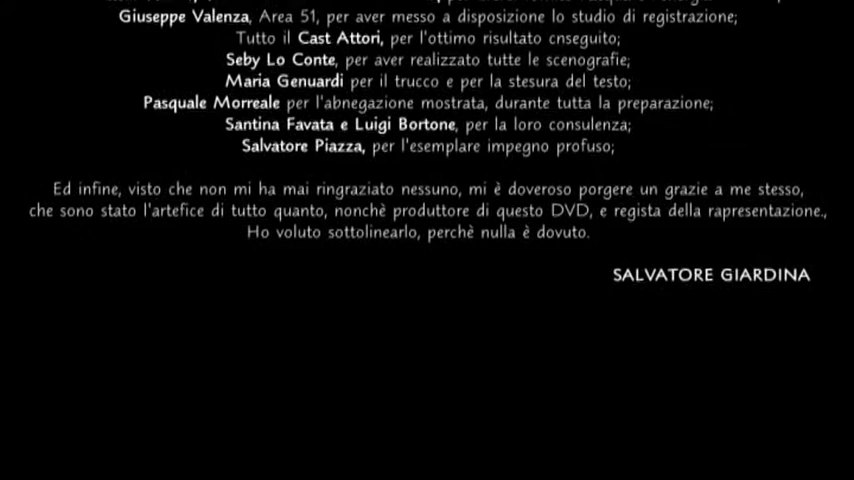 Giuseppe Valenza, Area 51, per aver messo a disposizione lo studio di registrazione;
Tutto il Cast Attori, per l'ottimo risultato cnseguito;
Seby Lo Conte, per aver realizzato tutte le scenografie;
Maria Genuardi per il trucco e per la stesura del testo;
Pasquale Morreale per l'abnegazione mostrata, durante tutta la preparazione;
Santina Favata e Luigi Bortone, per la loro consulenza;
Salvatore Piazza, per l'esemplare impegno profuso;
Ed infine, visto che non mi ha mai ringraziato nessuno, mi è doveroso porgere un grazie a me stesso,
che sono stato l'artefice di tutto quanto, nonchè produttore di questo DVD, e regista della rapresentazione.,
Ho voluto sottolinearlo, perchè nulla è dovuto.
SALVATORE GIARDINA